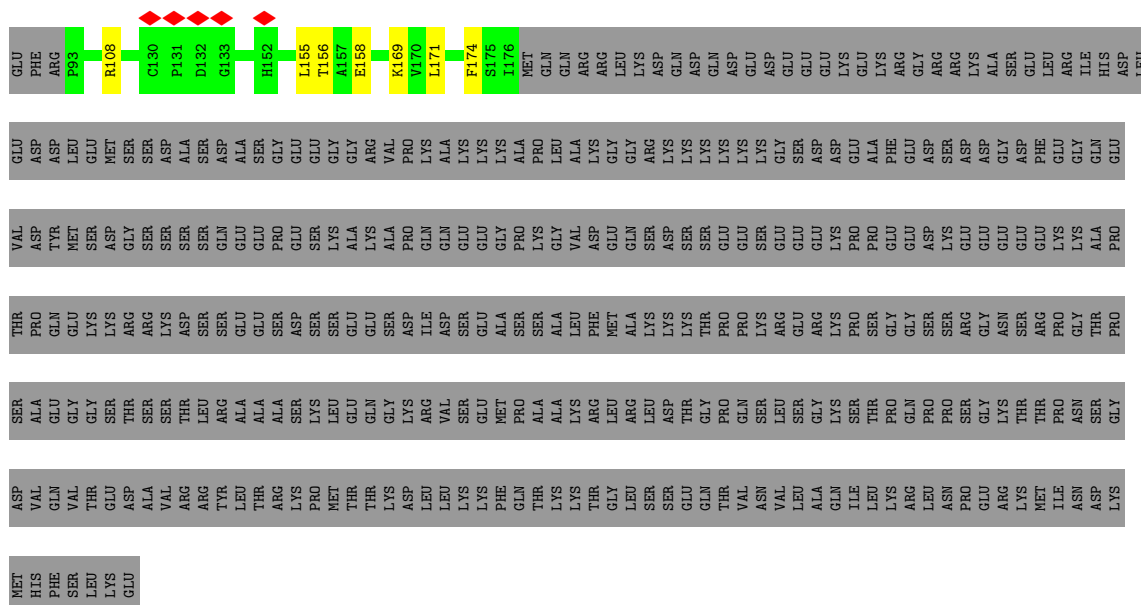 GLU PHE ARG P93 R108 C130 P131 D132 G133 H152 L155 T156 A157 E158 K169 V170 L171 F174 S175 I176 MET GLN GLN ARG ARG LEU LYS ASP GLN ASP GLN ASP GLU ASP GLU GLU GLU LYS GLU LYS ARG GLY ARG ARG LYS ALA SER GLU LEU ARG ILE HIS ASP LEU
GLU ASP ASP LEU GLU MET SER SER ASP ALA SER ASP ALA SER GLY GLU GLU GLY GLY ARG VAL PRO LYS ALA LYS LYS LYS ALA PRO LEU ALA LYS GLY GLY ARG LYS LYS LYS LYS LYS LYS GLY SER ASP ASP GLU ALA PHE GLU ASP SER ASP ASP GLY ASP PHE GLU GLY GLN GLU
VAL ASP TYR MET SER ASP GLY SER SER SER SER GLN GLU GLU PRO GLU SER LYS ALA LYS ALA PRO GLN GLN GLU GLU GLY PRO LYS GLY VAL ASP GLU GLN SER ASP SER SER GLU GLU SER GLU GLU GLU LYS PRO PRO GLU GLU ASP LYS GLU GLU GLU GLU GLU LYS LYS ALA PRO
THR PRO GLN GLU LYS LYS ARG ARG LYS ASP SER SER GLU GLU SER ASP SER SER GLU GLU SER ASP ILE ASP SER GLU ALA SER SER ALA LEU PHE MET ALA LYS LYS LYS THR PRO PRO LYS ARG GLU ARG LYS PRO SER GLY GLY SER SER ARG GLY ASN SER ARG PRO GLY THR PRO
SER ALA GLU GLY GLY SER THR SER SER THR LEU ARG ALA ALA ALA SER LYS LEU GLU GLN GLY LYS ARG VAL SER GLU MET PRO ALA ALA LYS ARG LEU ARG LEU ASP THR GLY PRO GLN SER LEU SER GLY LYS SER THR PRO GLN PRO PRO SER GLY LYS THR THR PRO ASN SER GLY
ASP VAL GLN VAL THR GLU ASP ALA VAL ARG ARG TYR LEU THR ARG LYS PRO MET THR THR LYS ASP LEU LEU LYS LYS PHE GLN THR LYS LYS THR GLY LEU SER SER GLU GLN THR VAL ASN VAL LEU ALA GLN ILE LEU LYS ARG LEU ASN PRO GLU ARG LYS MET ILE ASN ASP LYS
MET HIS PHE SER LEU LYS GLU